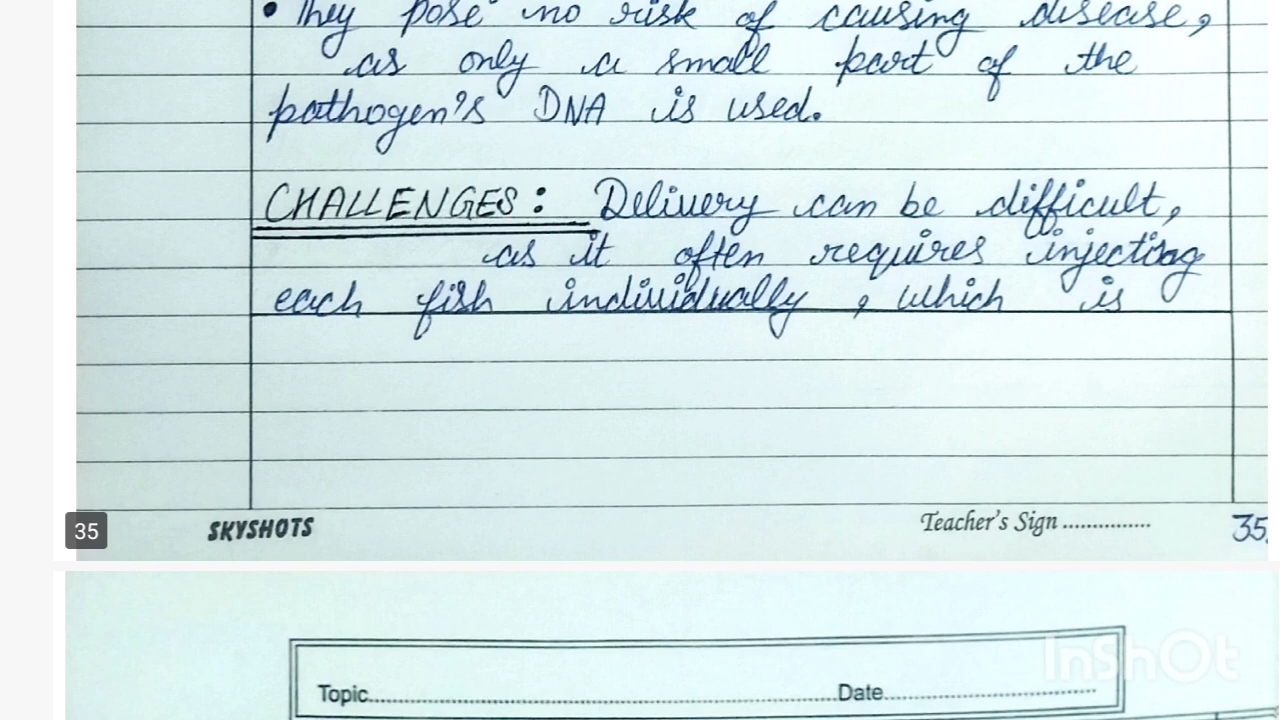 • They pose no risk of causing disease,
as only a small part of the
pathogen's DNA is used.
CHALLENGES: Delivery can be difficult,
as it often requires injecting
each fish individually, which is
35
SKYSHOTS
Teacher's Sign ...............
35.
InShOt
Topic..........Date..........